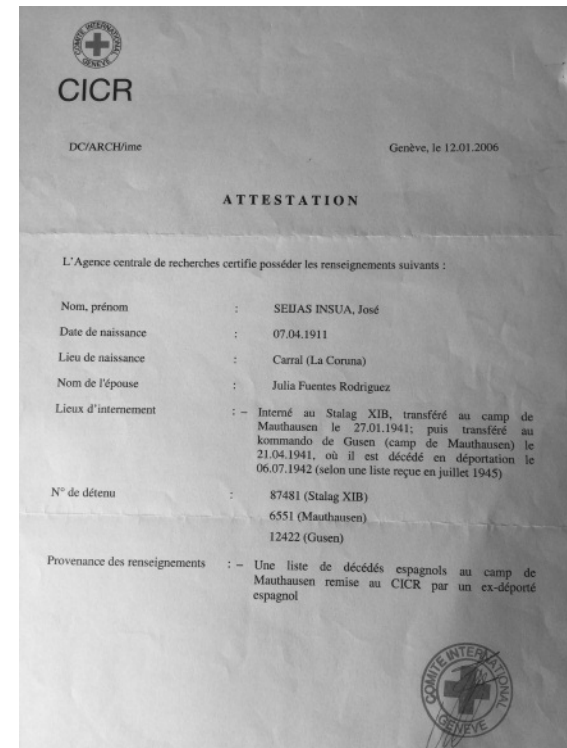 COMITE INTERNATIONAL
GENEVE
CICR
DC/ARCH/ime
Genève, le 12.01.2006
ATTESTATION
L'Agence centrale de recherches certifie posséder les renseignements suivants :
Nom, prénom : SEIJAS INSUA, José
Date de naissance : 07.04.1911
Lieu de naissance : Carral (La Coruna)
Nom de l'épouse : Julia Fuentes Rodriguez
Lieux d'internement : – Interné au Stalag XIB, transféré au camp de
Mauthausen le 27.01.1941; puis transféré au
kommando de Gusen (camp de Mauthausen) le
21.04.1941, où il est décédé en déportation le
06.07.1942 (selon une liste reçue en juillet 1945)
N° de détenu : 87481 (Stalag XIB)
6551 (Mauthausen)
12422 (Gusen)
Provenance des renseignements : – Une liste de décédés espagnols au camp de
Mauthausen remise au CICR par un ex-déporté
espagnol
COMITE INTERNATIONAL
GENEVE